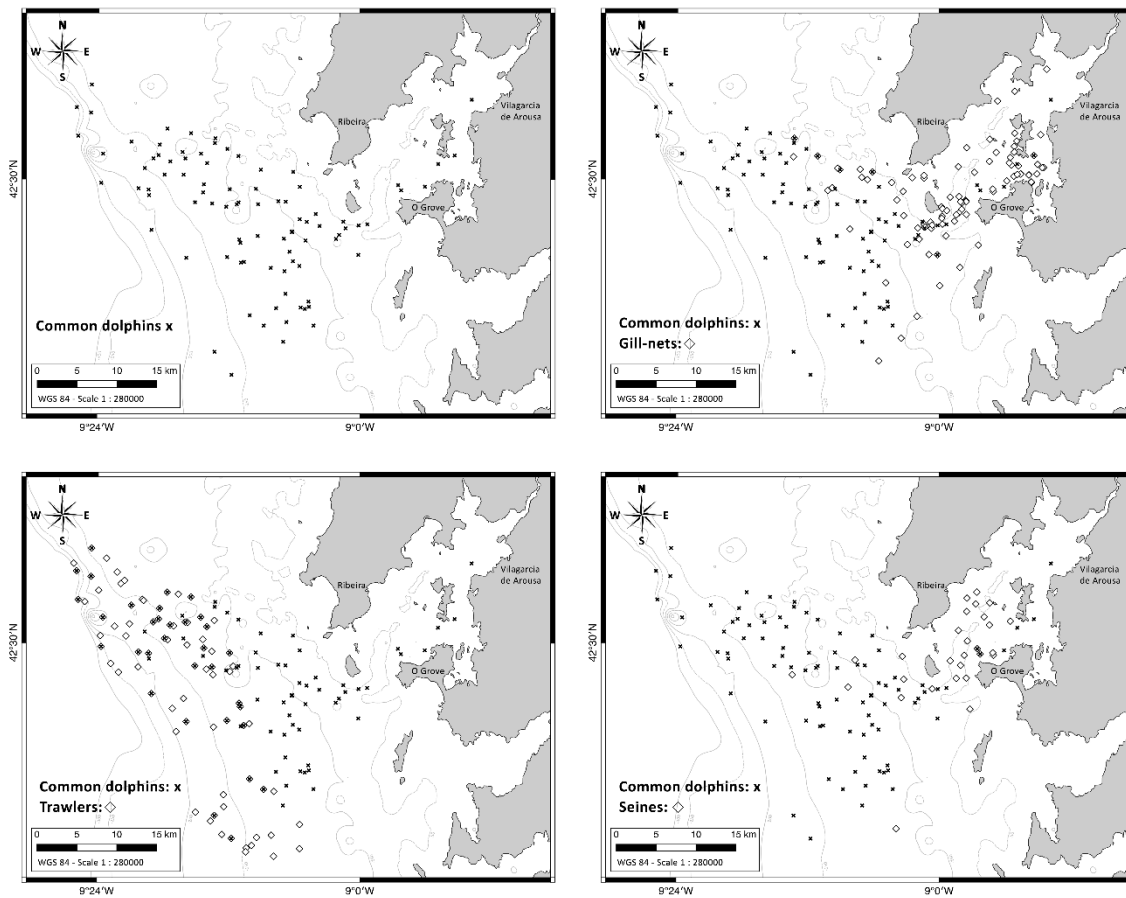 N
W E
S
Vilagarcia
de Arousa
Ribeira
O Grove
42°30'N
Common dolphins x
0 5 10 15 km
WGS 84 - Scale 1 : 280000
9°24'W 9°0'W
N
W E
S
Vilagarcia
de Arousa
Ribeira
O Grove
42°30'N
Common dolphins: x
Gill-nets: ◇
0 5 10 15 km
WGS 84 - Scale 1 : 280000
9°24'W 9°0'W
N
W E
S
Vilagarcia
de Arousa
Ribeira
O Grove
42°30'N
Common dolphins: x
Trawlers: ◇
0 5 10 15 km
WGS 84 - Scale 1 : 280000
9°24'W 9°0'W
N
W E
S
Vilagarcia
de Arousa
Ribeira
O Grove
42°30'N
Common dolphins: x
Seines: ◇
0 5 10 15 km
WGS 84 - Scale 1 : 280000
9°24'W 9°0'W